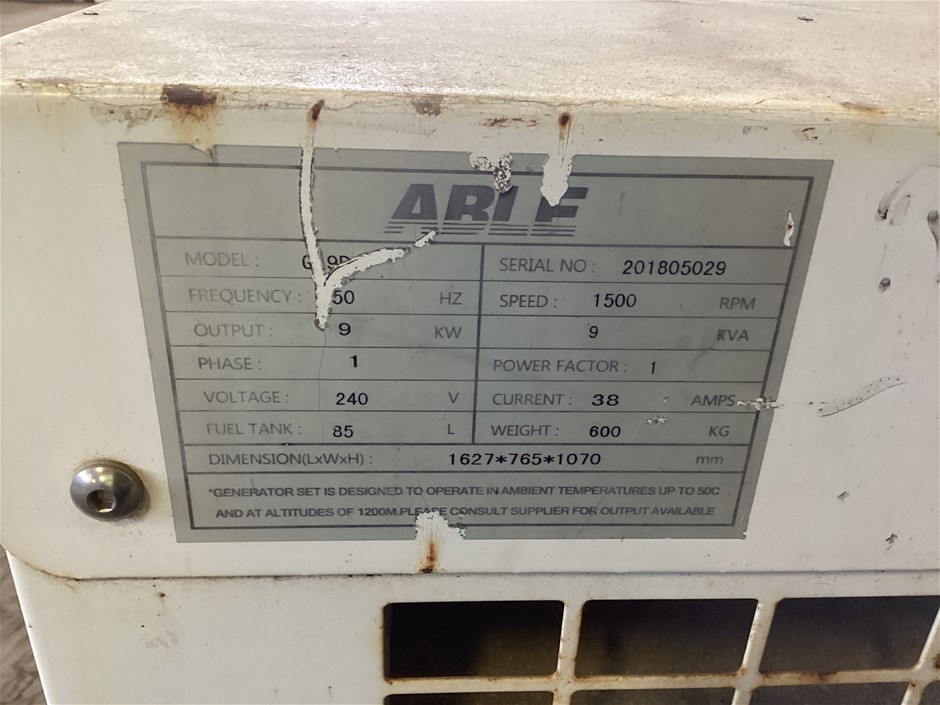 ABLE
MODEL : SERIAL NO : 201805029
FREQUENCY : 50 HZ SPEED : 1500 RPM
OUTPUT : 9 KW 9 KVA
PHASE : 1 POWER FACTOR : 1
VOLTAGE : 240 V CURRENT : 38 AMPS
FUEL TANK : 85 L WEIGHT : 600 KG
DIMENSION(LxWxH) : 1627*765*1070 mm
*GENERATOR SET IS DESIGNED TO OPERATE IN AMBIENT TEMPERATURES UP TO 50C
AND AT ALTITUDES OF 1200M.PLEASE CONSULT SUPPLIER FOR OUTPUT AVAILABLE